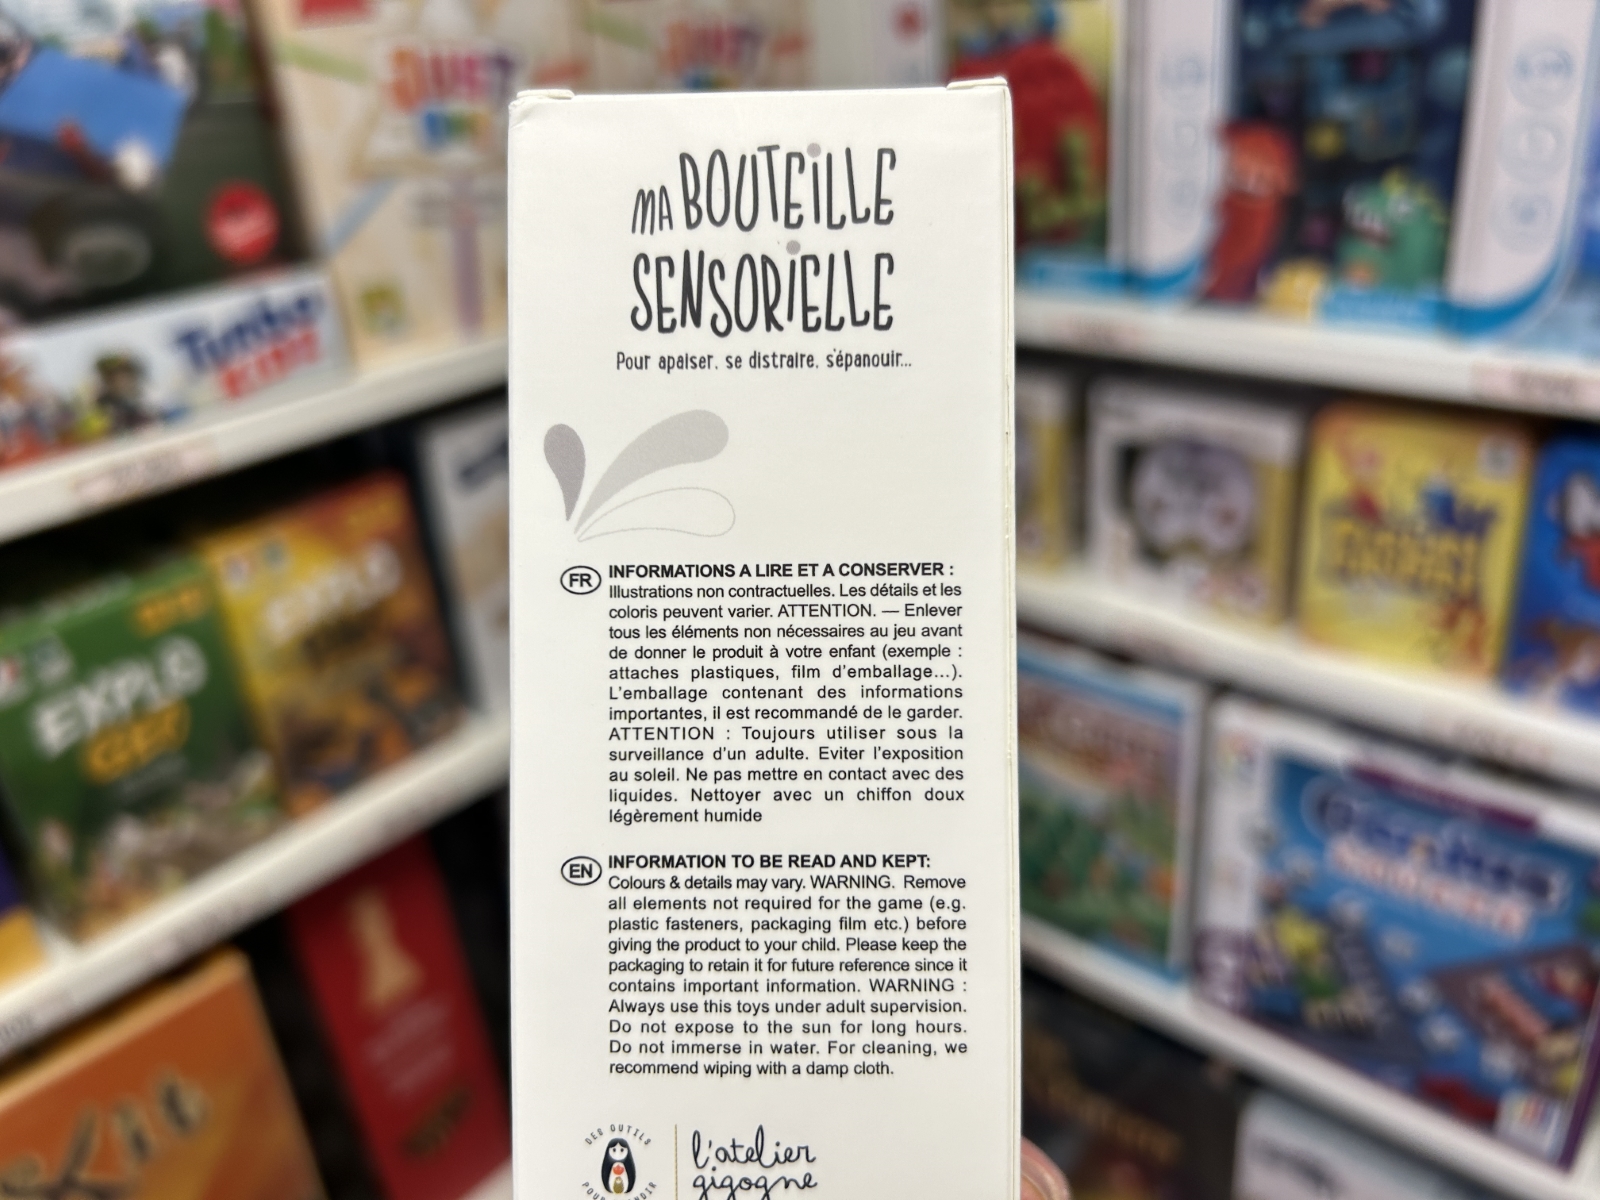 MA BOUTEILLE
SENSORIELLE
Pour apaiser, se distraire, s'épanouir...
FR
INFORMATIONS A LIRE ET A CONSERVER :
Illustrations non contractuelles. Les détails et les
coloris peuvent varier. ATTENTION. — Enlever
tous les éléments non nécessaires au jeu avant
de donner le produit à votre enfant (exemple :
attaches plastiques, film d'emballage...).
L'emballage contenant des informations
importantes, il est recommandé de le garder.
ATTENTION : Toujours utiliser sous la
surveillance d'un adulte. Eviter l'exposition
au soleil. Ne pas mettre en contact avec des
liquides. Nettoyer avec un chiffon doux
légèrement humide
EN
INFORMATION TO BE READ AND KEPT:
Colours & details may vary. WARNING. Remove
all elements not required for the game (e.g.
plastic fasteners, packaging film etc.) before
giving the product to your child. Please keep the
packaging to retain it for future reference since it
contains important information. WARNING :
Always use this toys under adult supervision.
Do not expose to the sun for long hours.
Do not immerse in water. For cleaning, we
recommend wiping with a damp cloth.
DES OUTILS
l'atelier
gigogne
EXPLO